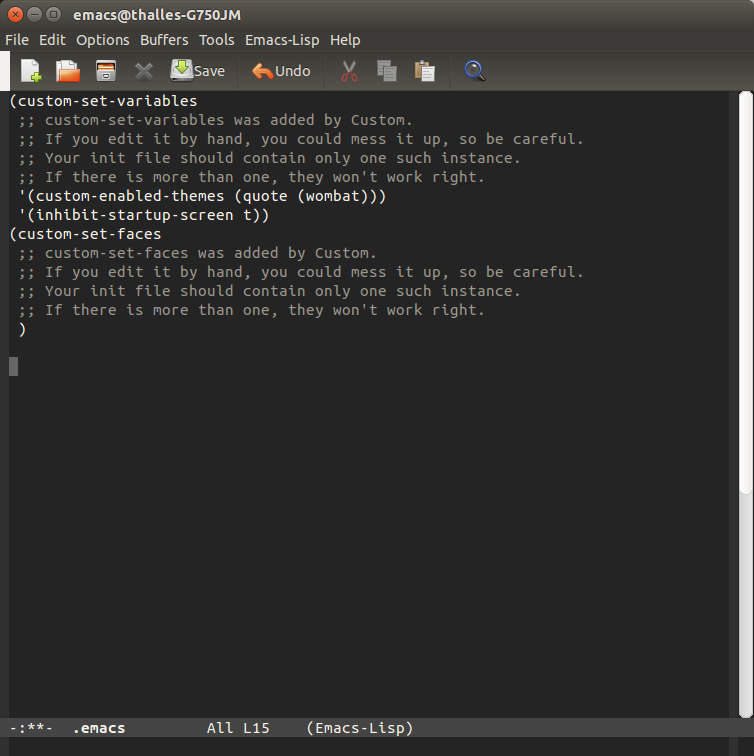 emacs@thalles-G750JM
File Edit Options Buffers Tools Emacs-Lisp Help
Save Undo
(custom-set-variables
 ;; custom-set-variables was added by Custom.
 ;; If you edit it by hand, you could mess it up, so be careful.
 ;; Your init file should contain only one such instance.
 ;; If there is more than one, they won't work right.
 '(custom-enabled-themes (quote (wombat)))
 '(inhibit-startup-screen t))
(custom-set-faces
 ;; custom-set-faces was added by Custom.
 ;; If you edit it by hand, you could mess it up, so be careful.
 ;; Your init file should contain only one such instance.
 ;; If there is more than one, they won't work right.
 )
-:**-  .emacs         All L15    (Emacs-Lisp)